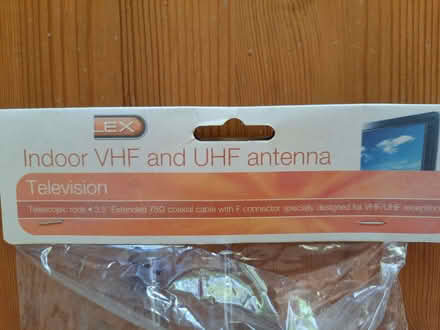 LEX
Indoor VHF and UHF antenna
Television
Telescopic rods • 3.5' Extended 75Ω coaxial cable with F connector specially designed for VHF/UHF reception